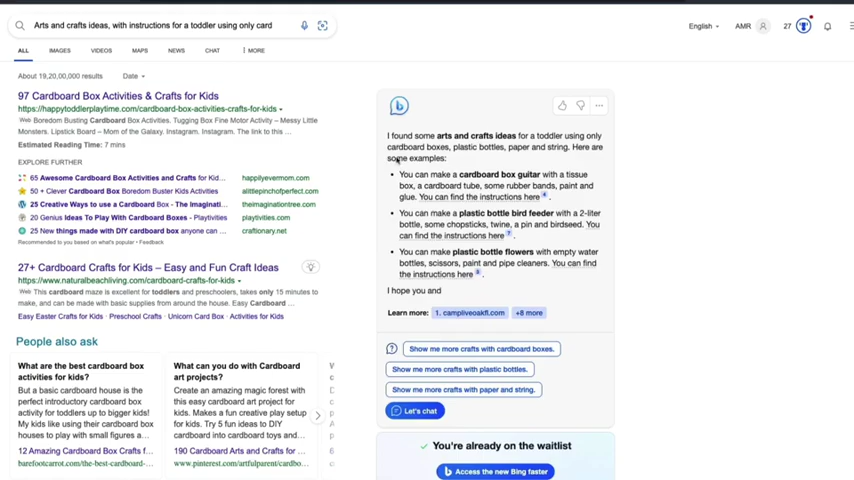 Arts and crafts ideas, with instructions for a toddler using only card
English
AMR
27
ALL IMAGES VIDEOS MAPS NEWS CHAT MORE
About 19,20,00,000 results Date
97 Cardboard Box Activities & Crafts for Kids
https://happytoddlerplaytime.com/cardboard-box-activities-crafts-for-kids
Web Boredom Busting Cardboard Box Activities. Tugging Box Fine Motor Activity – Messy Little
Monsters. Lipstick Board – Mom of the Galaxy. Instagram. Instagram. The link to this ...
Estimated Reading Time: 7 mins
EXPLORE FURTHER
65 Awesome Cardboard Box Activities and Crafts for Kid... happilyevermom.com
50 + Clever Cardboard Box Boredom Buster Kids Activities alittlepinchofperfect.com
25 Creative Ways to use a Cardboard Box - The Imaginati... theimaginationtree.com
20 Genius Ideas To Play With Cardboard Boxes - Playtivities playtivities.com
25 New things made with DIY cardboard box anyone can ... craftionary.net
Recommended to you based on what's popular • Feedback
27+ Cardboard Crafts for Kids – Easy and Fun Craft Ideas
https://www.naturalbeachliving.com/cardboard-crafts-for-kids
Web This cardboard maze is excellent for toddlers and preschoolers, takes only 15 minutes to
make, and can be made with basic supplies from around the house. Easy Cardboard ...
Easy Easter Crafts for Kids • Preschool Crafts • Unicorn Card Box • Activities for Kids
People also ask
What are the best cardboard box
activities for kids?
But a basic cardboard house is the
perfect introductory cardboard box
activity for toddlers up to bigger kids!
My kids like using their cardboard
box houses to play with small figures a...
12 Amazing Cardboard Box Crafts f...
barefootcarrot.com/the-best-cardboard-...
What can you do with Cardboard
art projects?
Create an amazing magic forest with
this easy cardboard art project for
kids. Makes a fun creative play setup
for kids. Try 5 fun ideas to DIY
cardboard into cardboard toys and...
190 Cardboard Arts and Crafts for ...
www.pinterest.com/artfulparent/cardbo...
I found some arts and crafts ideas for a toddler using only
cardboard boxes, plastic bottles, paper and string. Here are
some examples:
• You can make a cardboard box guitar with a tissue
box, a cardboard tube, some rubber bands, paint and
glue. You can find the instructions here 4 .
• You can make a plastic bottle bird feeder with a 2-liter
bottle, some chopsticks, twine, a pin and birdseed. You
can find the instructions here 7 .
• You can make plastic bottle flowers with empty water
bottles, scissors, paint and pipe cleaners. You can find
the instructions here 3 .
I hope you and
Learn more: 1. campliveoakfl.com +8 more
Show me more crafts with cardboard boxes.
Show me more crafts with plastic bottles.
Show me more crafts with paper and string.
Let's chat
You're already on the waitlist
Access the new Bing faster